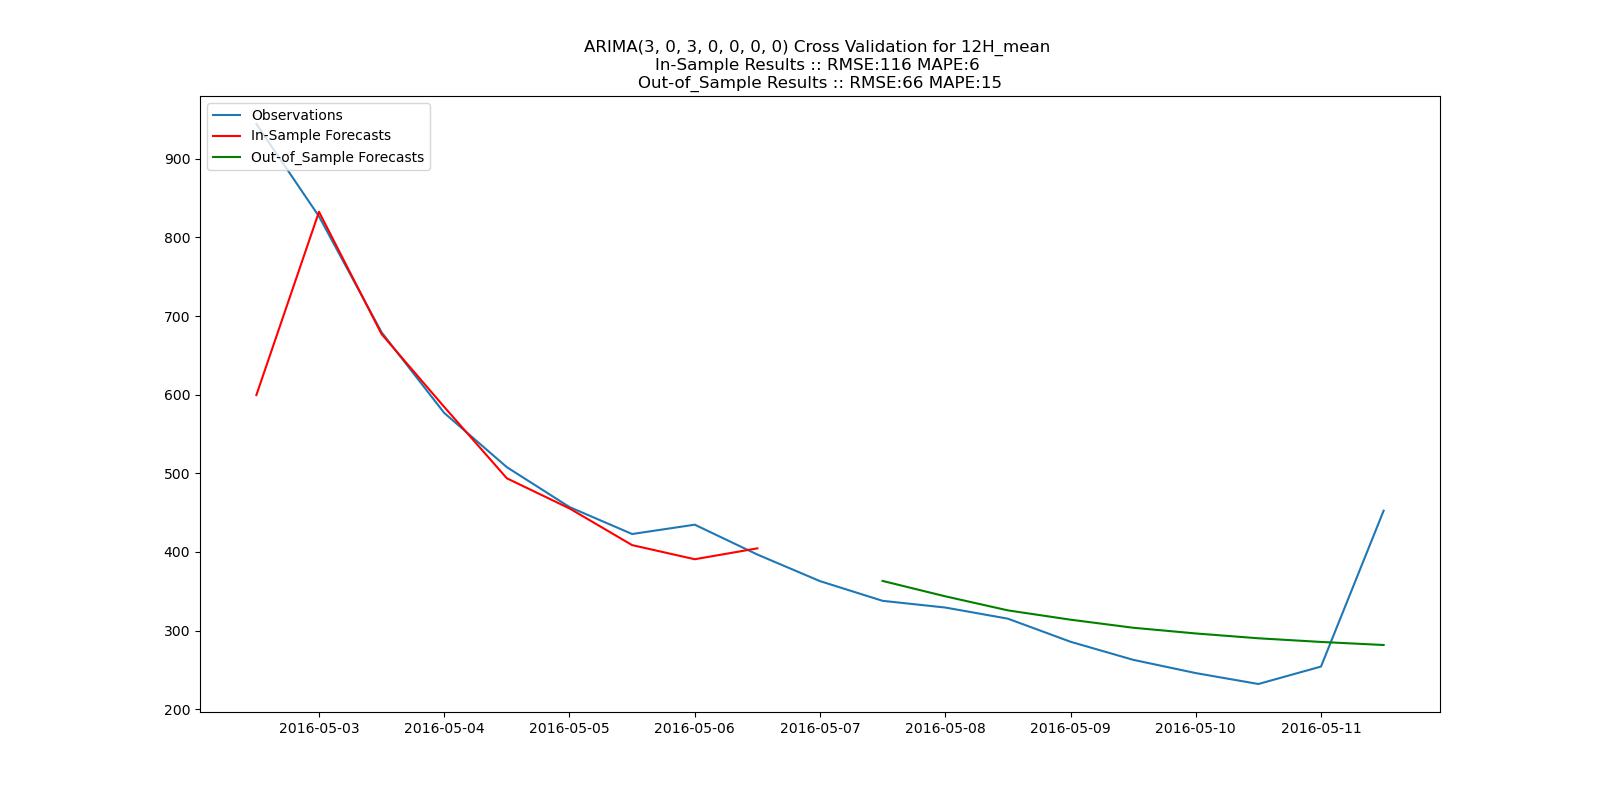 ARIMA(3, 0, 3, 0, 0, 0, 0) Cross Validation for 12H_mean
In-Sample Results :: RMSE:116 MAPE:6
Out-of_Sample Results :: RMSE:66 MAPE:15
Observations
In-Sample Forecasts
Out-of_Sample Forecasts
900
800
700
600
500
400
300
200
2016-05-03 2016-05-04 2016-05-05 2016-05-06 2016-05-07 2016-05-08 2016-05-09 2016-05-10 2016-05-11